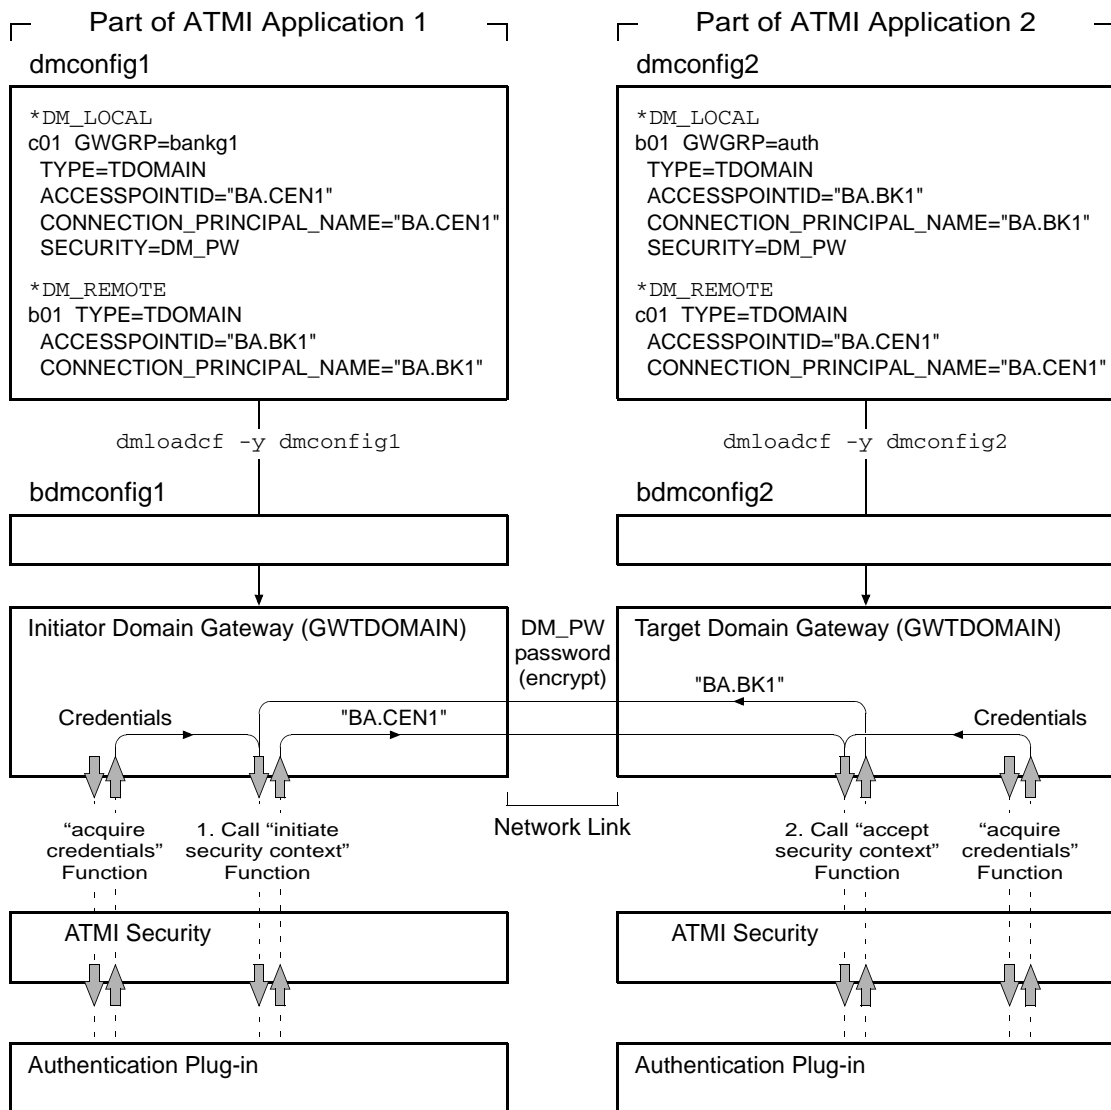 Part of ATMI Application 1
dmconfig1
*DM_LOCAL
c01 GWGRP=bankg1
TYPE=TDOMAIN
ACCESSPOINTID="BA.CEN1"
CONNECTION_PRINCIPAL_NAME="BA.CEN1"
SECURITY=DM_PW
*DM_REMOTE
b01 TYPE=TDOMAIN
ACCESSPOINTID="BA.BK1"
CONNECTION_PRINCIPAL_NAME="BA.BK1"
dmloadcf -y dmconfig1
bdmconfig1
Part of ATMI Application 2
dmconfig2
*DM_LOCAL
b01 GWGRP=auth
TYPE=TDOMAIN
ACCESSPOINTID="BA.BK1"
CONNECTION_PRINCIPAL_NAME="BA.BK1"
SECURITY=DM_PW
*DM_REMOTE
c01 TYPE=TDOMAIN
ACCESSPOINTID="BA.CEN1"
CONNECTION_PRINCIPAL_NAME="BA.CEN1"
dmloadcf -y dmconfig2
bdmconfig2
Initiator Domain Gateway (GWTDOMAIN)
DM_PW
password
(encrypt)
Target Domain Gateway (GWTDOMAIN)
"BA.BK1"
Credentials
"BA.CEN1"
Credentials
“acquire
credentials”
Function
1. Call “initiate
security context”
Function
Network Link
2. Call “accept
security context”
Function
“acquire
credentials”
Function
ATMI Security
ATMI Security
Authentication Plug-in
Authentication Plug-in